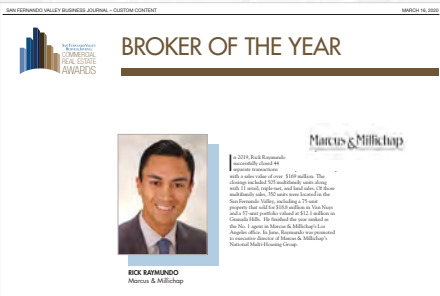 SAN FERNANDO VALLEY BUSINESS JOURNAL – CUSTOM CONTENT
MARCH 16, 2020
SAN FERNANDO VALLEY
BUSINESS JOURNAL
COMMERCIAL
REAL ESTATE
AWARDS
BROKER OF THE YEAR
Marcus & Millichap
In 2019, Rick Raymundo
successfully closed 44
separate transactions
with a sales value of over $169 million. The
closings included 505 multifamily units along
with 11 retail, triple-net, and land sales. Of those
multifamily sales, 350 units were located in the
San Fernando Valley, including a 75-unit
property that sold for $18.8 million in Van Nuys
and a 57-unit portfolio valued at $12.1 million in
Granada Hills. He finished the year ranked as
the No. 1 agent in Marcus & Millichap's Los
Angeles office. In June, Raymundo was promoted
to executive director of Marcus & Millichap's
National Multi-Housing Group.
RICK RAYMUNDO
Marcus & Millichap